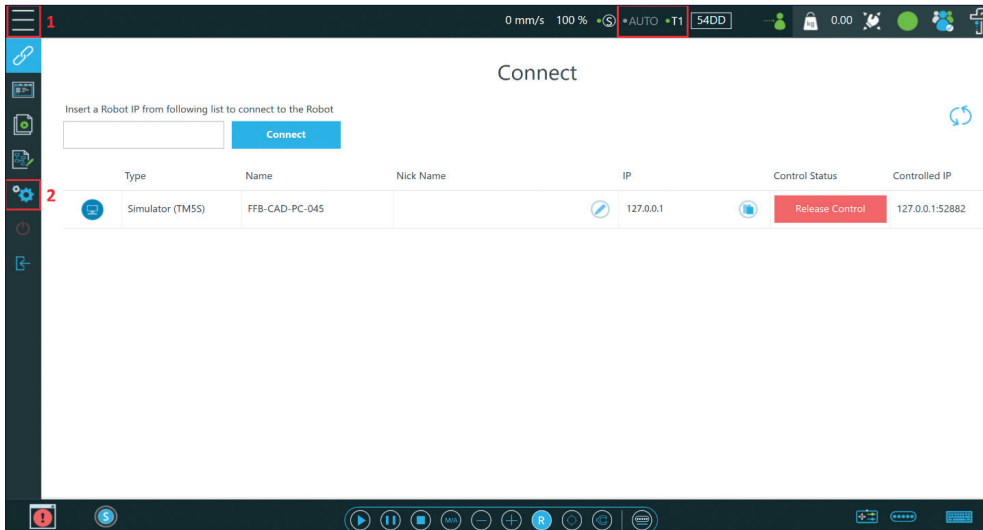 1
0 mm/s 100 % S AUTO T1 54DD kg 0.00
Connect
Insert a Robot IP from following list to connect to the Robot
Connect
Type Name Nick Name IP Control Status Controlled IP
2
Simulator (TM5S) FFB-CAD-PC-045 127.0.0.1 Release Control 127.0.0.1:52882
S M/A R C